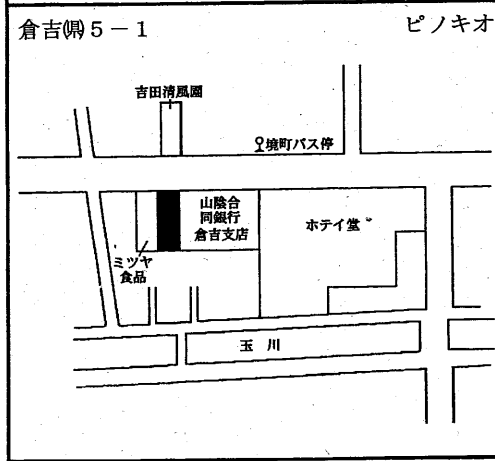 倉吉㈲5－1
ピノキオ
吉田清風園
境町バス停
山陰合
同銀行
倉吉支店
ホテイ堂
ミツヤ
食品
玉川